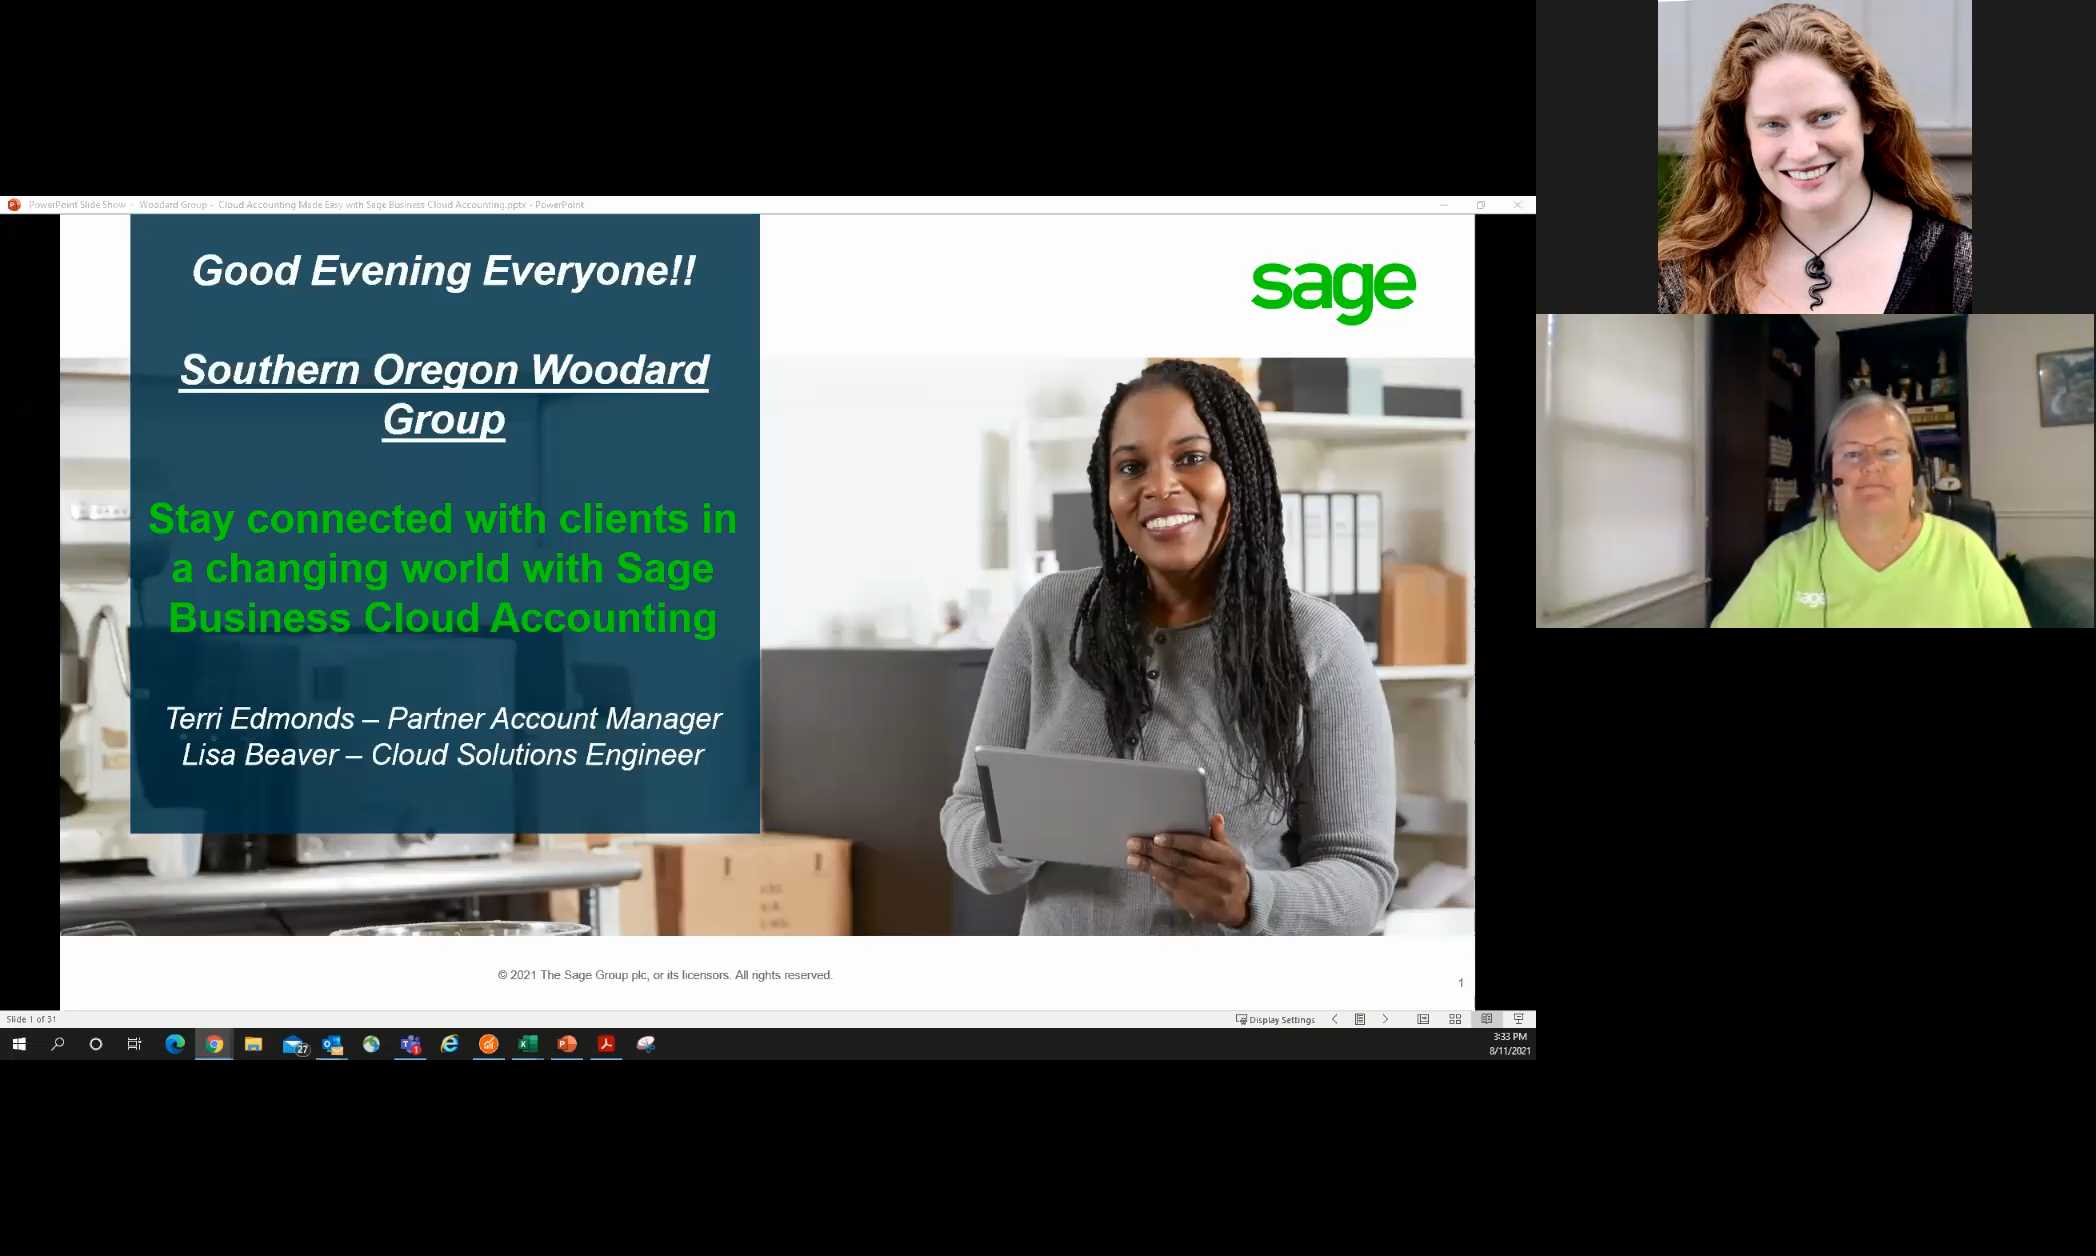 PowerPoint Slide Show - Woodard Group - Cloud Accounting Made Easy with Sage Business Cloud Accounting.pptx - PowerPoint
Good Evening Everyone!!
Southern Oregon Woodard
Group
Stay connected with clients in
a changing world with Sage
Business Cloud Accounting
Terri Edmonds – Partner Account Manager
Lisa Beaver – Cloud Solutions Engineer
sage
sage
© 2021 The Sage Group plc, or its licensors. All rights reserved.
1
Slide 1 of 31
Display Settings
27
1
3:33 PM
8/11/2021